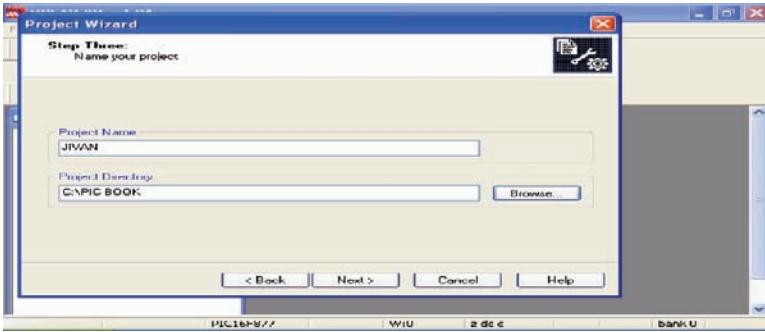 Project Wizard
Step Three:
Name your project
Project Name
JIVAN
Project Directory
C:\PIC BOOK
Browse...
< Back
Next >
Cancel
Help
PIC16F877
W:0
z dc c
bank 0